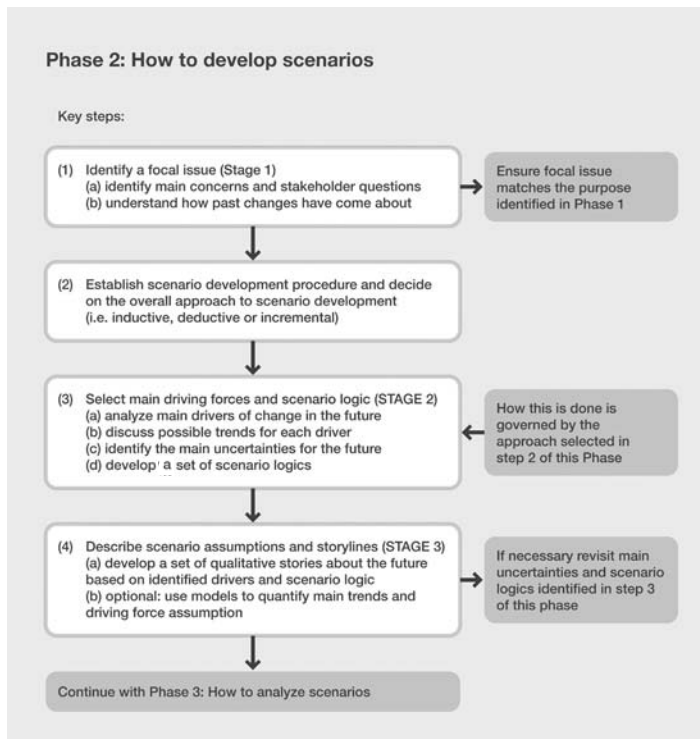 Phase 2: How to develop scenarios
Key steps:
(1) Identify a focal issue (Stage 1)
(a) identify main concerns and stakeholder questions
(b) understand how past changes have come about
Ensure focal issue
matches the purpose
identified in Phase 1
(2) Establish scenario development procedure and decide
on the overall approach to scenario development
(i.e. inductive, deductive or incremental)
(3) Select main driving forces and scenario logic (STAGE 2)
(a) analyze main drivers of change in the future
(b) discuss possible trends for each driver
(c) identify the main uncertainties for the future
(d) develop a set of scenario logics
How this is done is
governed by the
approach selected in
step 2 of this Phase
(4) Describe scenario assumptions and storylines (STAGE 3)
(a) develop a set of qualitative stories about the future
based on identified drivers and scenario logic
(b) optional: use models to quantify main trends and
driving force assumption
If necessary revisit main
uncertainties and scenario
logics identified in step 3
of this phase
Continue with Phase 3: How to analyze scenarios